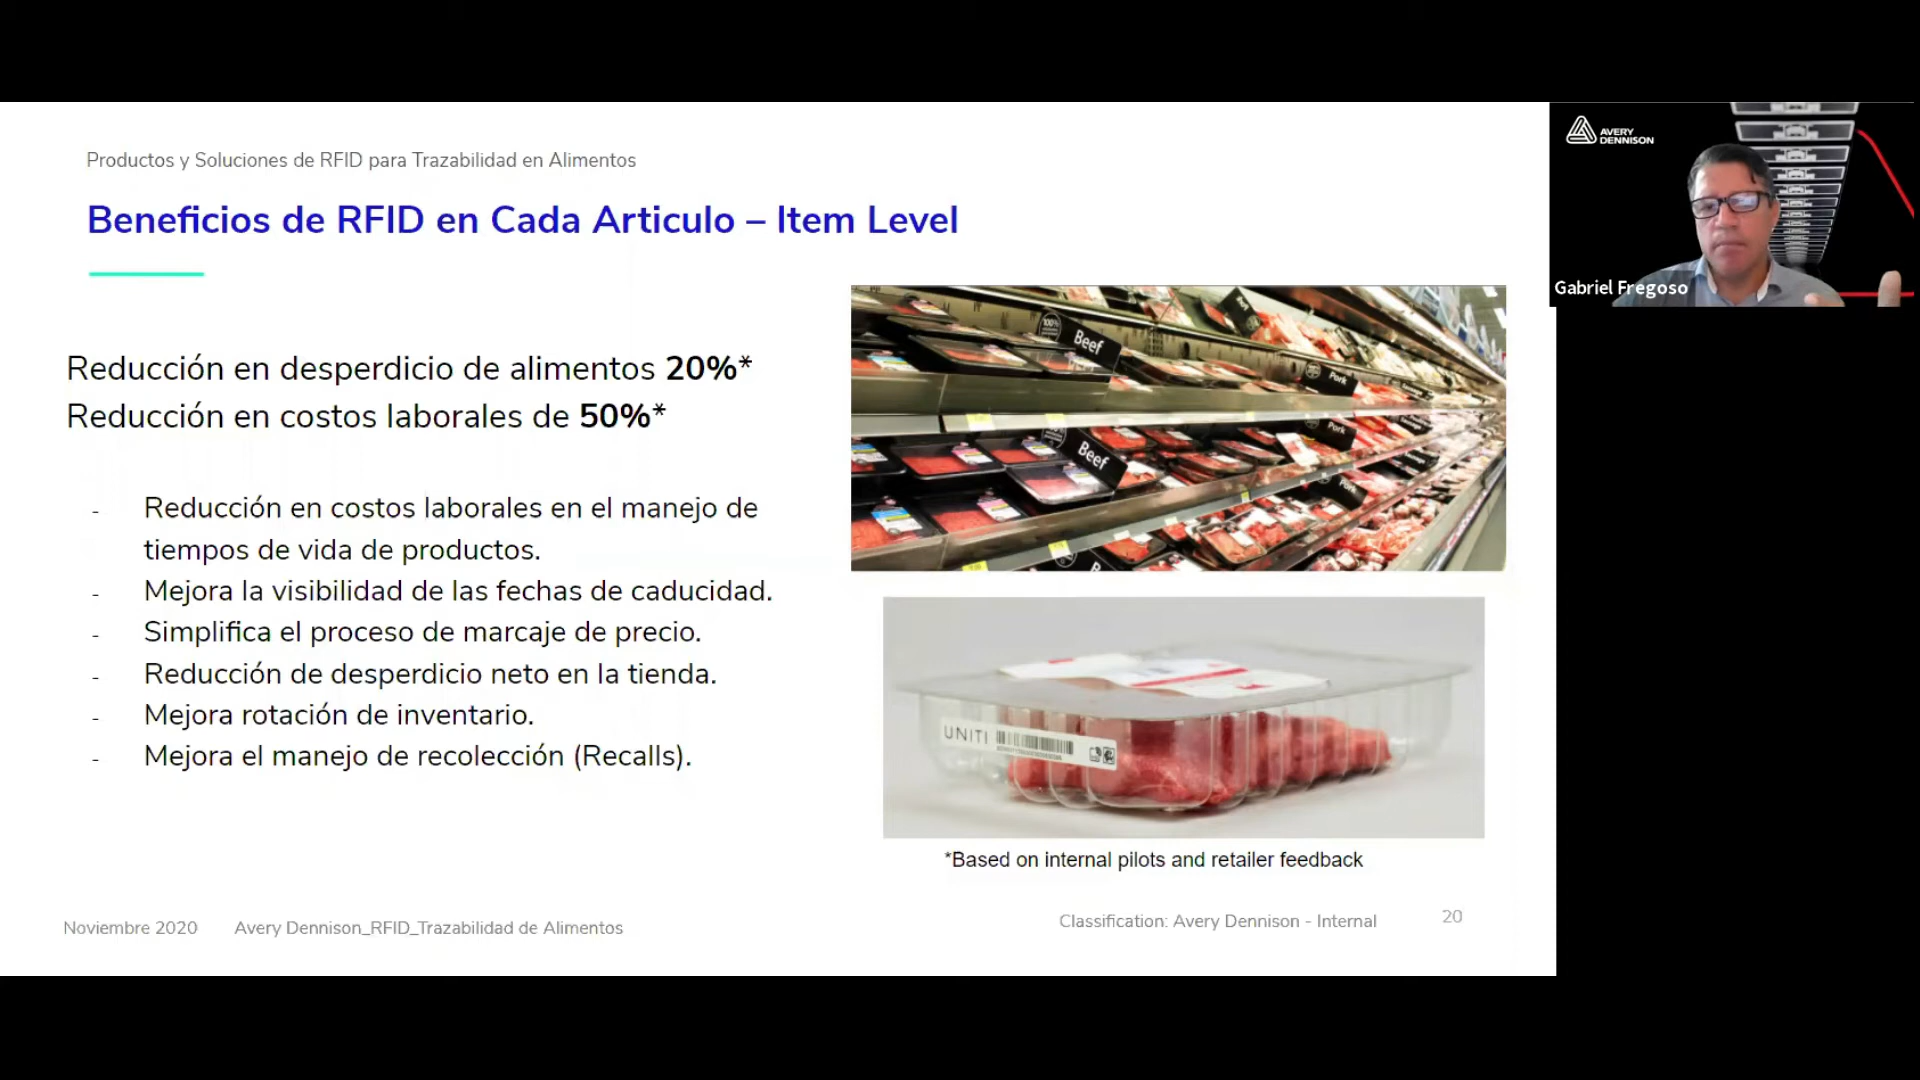 Productos y Soluciones de RFID para Trazabilidad en Alimentos
Beneficios de RFID en Cada Articulo – Item Level
Reducción en desperdicio de alimentos 20%*
Reducción en costos laborales de 50%*
- Reducción en costos laborales en el manejo de
tiempos de vida de productos.
- Mejora la visibilidad de las fechas de caducidad.
- Simplifica el proceso de marcaje de precio.
- Reducción de desperdicio neto en la tienda.
- Mejora rotación de inventario.
- Mejora el manejo de recolección (Recalls).
Beef
Pork
Beef
Pork
Pork
UNITI
*Based on internal pilots and retailer feedback
Noviembre 2020
Avery Dennison_RFID_Trazabilidad de Alimentos
Classification: Avery Dennison - Internal
20
AVERY
DENNISON
Gabriel Fregoso